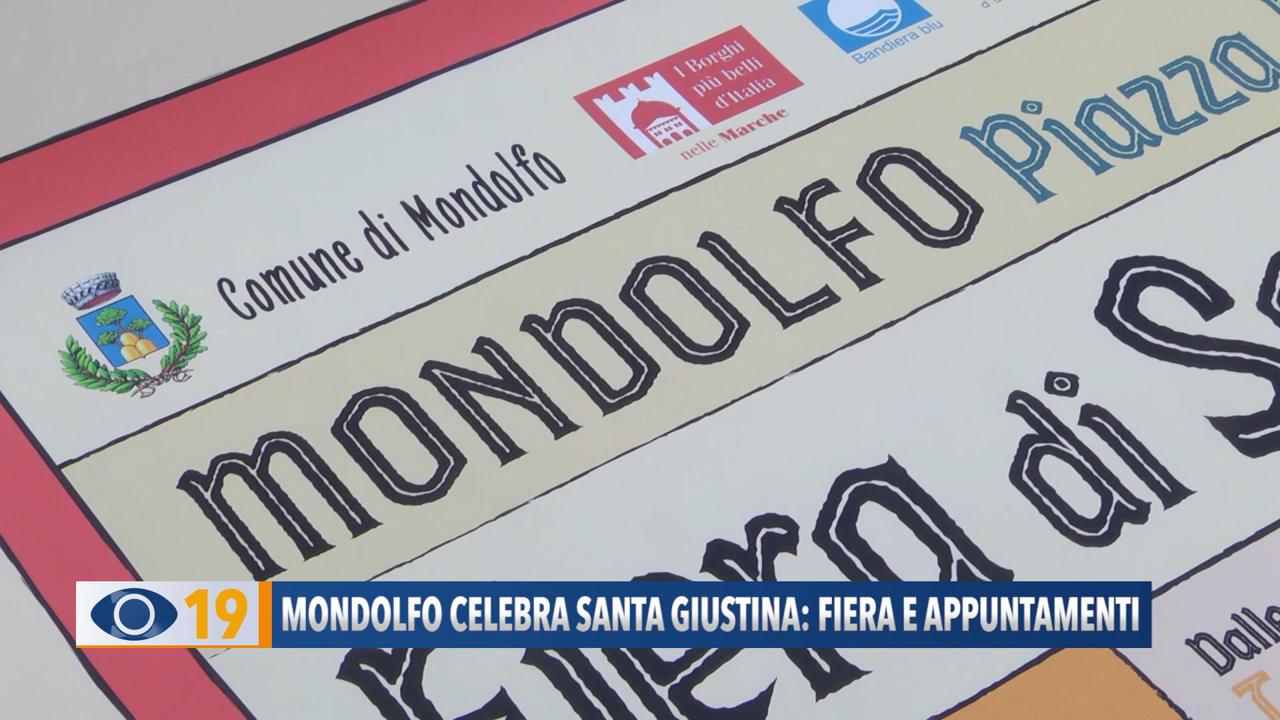 Bandiera blu
I Borghi
più belli
d'Italia
nelle Marche
Comune di Mondolfo
MONDOLFO Piazza
Fiera di
Dalle
19
MONDOLFO CELEBRA SANTA GIUSTINA: FIERA E APPUNTAMENTI